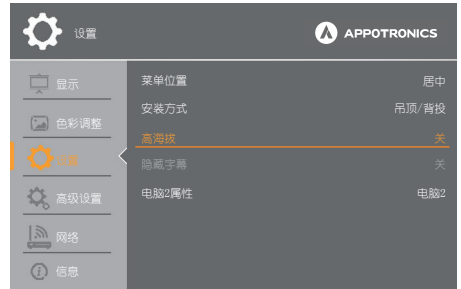 设置
APPOTRONICS
显示
色彩调整
设置
高级设置
网络
信息
菜单位置 居中
安装方式 吊顶/背投
高海拔 关
隐藏字幕 关
电脑2属性 电脑2